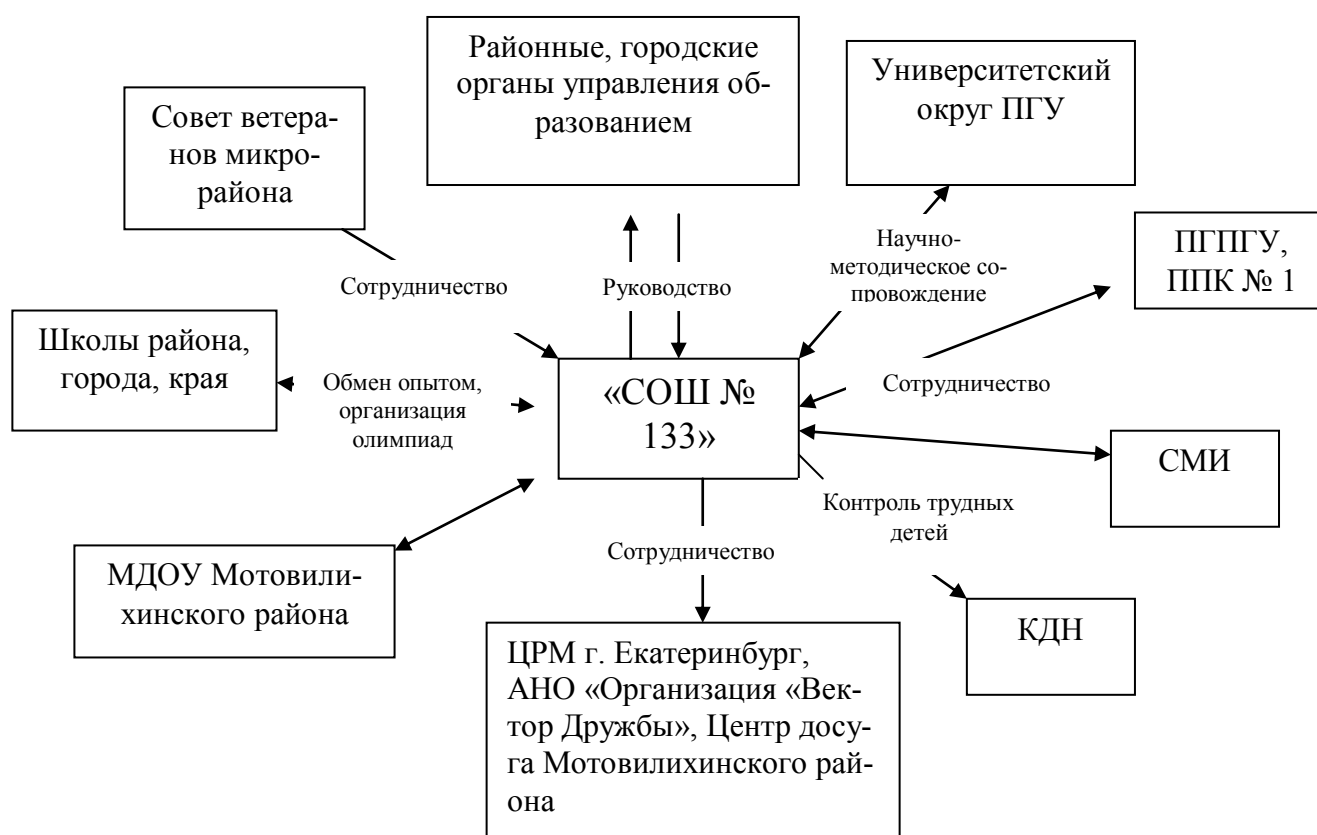 Районные, городские
органы управления об-
разованием
Университетский
округ ПГУ
Совет ветера-
нов микро-
района
ПГПГУ,
ППК № 1
Научно-
методическое со-
провождение
Сотрудничество
Руководство
Школы района,
города, края
Обмен опытом,
организация
олимпиад
«СОШ №
133»
Сотрудничество
СМИ
Контроль трудных
детей
Сотрудничество
МДОУ Мотовили-
хинского района
КДН
ЦРМ г. Екатеринбург,
АНО «Организация «Век-
тор Дружбы», Центр досу-
га Мотовилихинского рай-
она